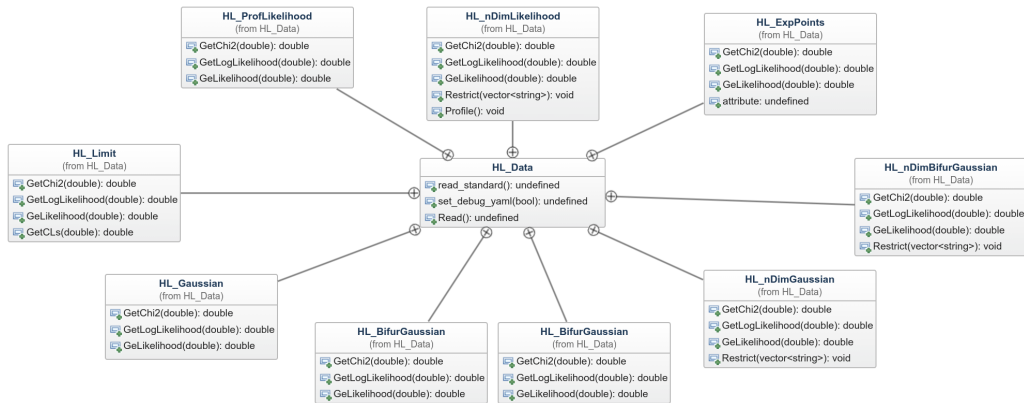 HL_ProfLikelihood
(from HL_Data)
GetChi2(double): double
GetLogLikelihood(double): double
GeLikelihood(double): double
HL_nDimLikelihood
(from HL_Data)
GetChi2(double): double
GetLogLikelihood(double): double
GeLikelihood(double): double
Restrict(vector<string>): void
Profile(): void
HL_ExpPoints
(from HL_Data)
GetChi2(double): double
GetLogLikelihood(double): double
GeLikelihood(double): double
attribute: undefined
HL_Limit
(from HL_Data)
GetChi2(double): double
GetLogLikelihood(double): double
GeLikelihood(double): double
GetCLs(double): double
HL_Data
read_standard(): undefined
set_debug_yaml(bool): undefined
Read(): undefined
HL_nDimBifurGaussian
(from HL_Data)
GetChi2(double): double
GetLogLikelihood(double): double
GeLikelihood(double): double
Restrict(vector<string>): void
HL_Gaussian
(from HL_Data)
GetChi2(double): double
GetLogLikelihood(double): double
GeLikelihood(double): double
HL_BifurGaussian
(from HL_Data)
GetChi2(double): double
GetLogLikelihood(double): double
GeLikelihood(double): double
HL_BifurGaussian
(from HL_Data)
GetChi2(double): double
GetLogLikelihood(double): double
GeLikelihood(double): double
HL_nDimGaussian
(from HL_Data)
GetChi2(double): double
GetLogLikelihood(double): double
GeLikelihood(double): double
Restrict(vector<string>): void